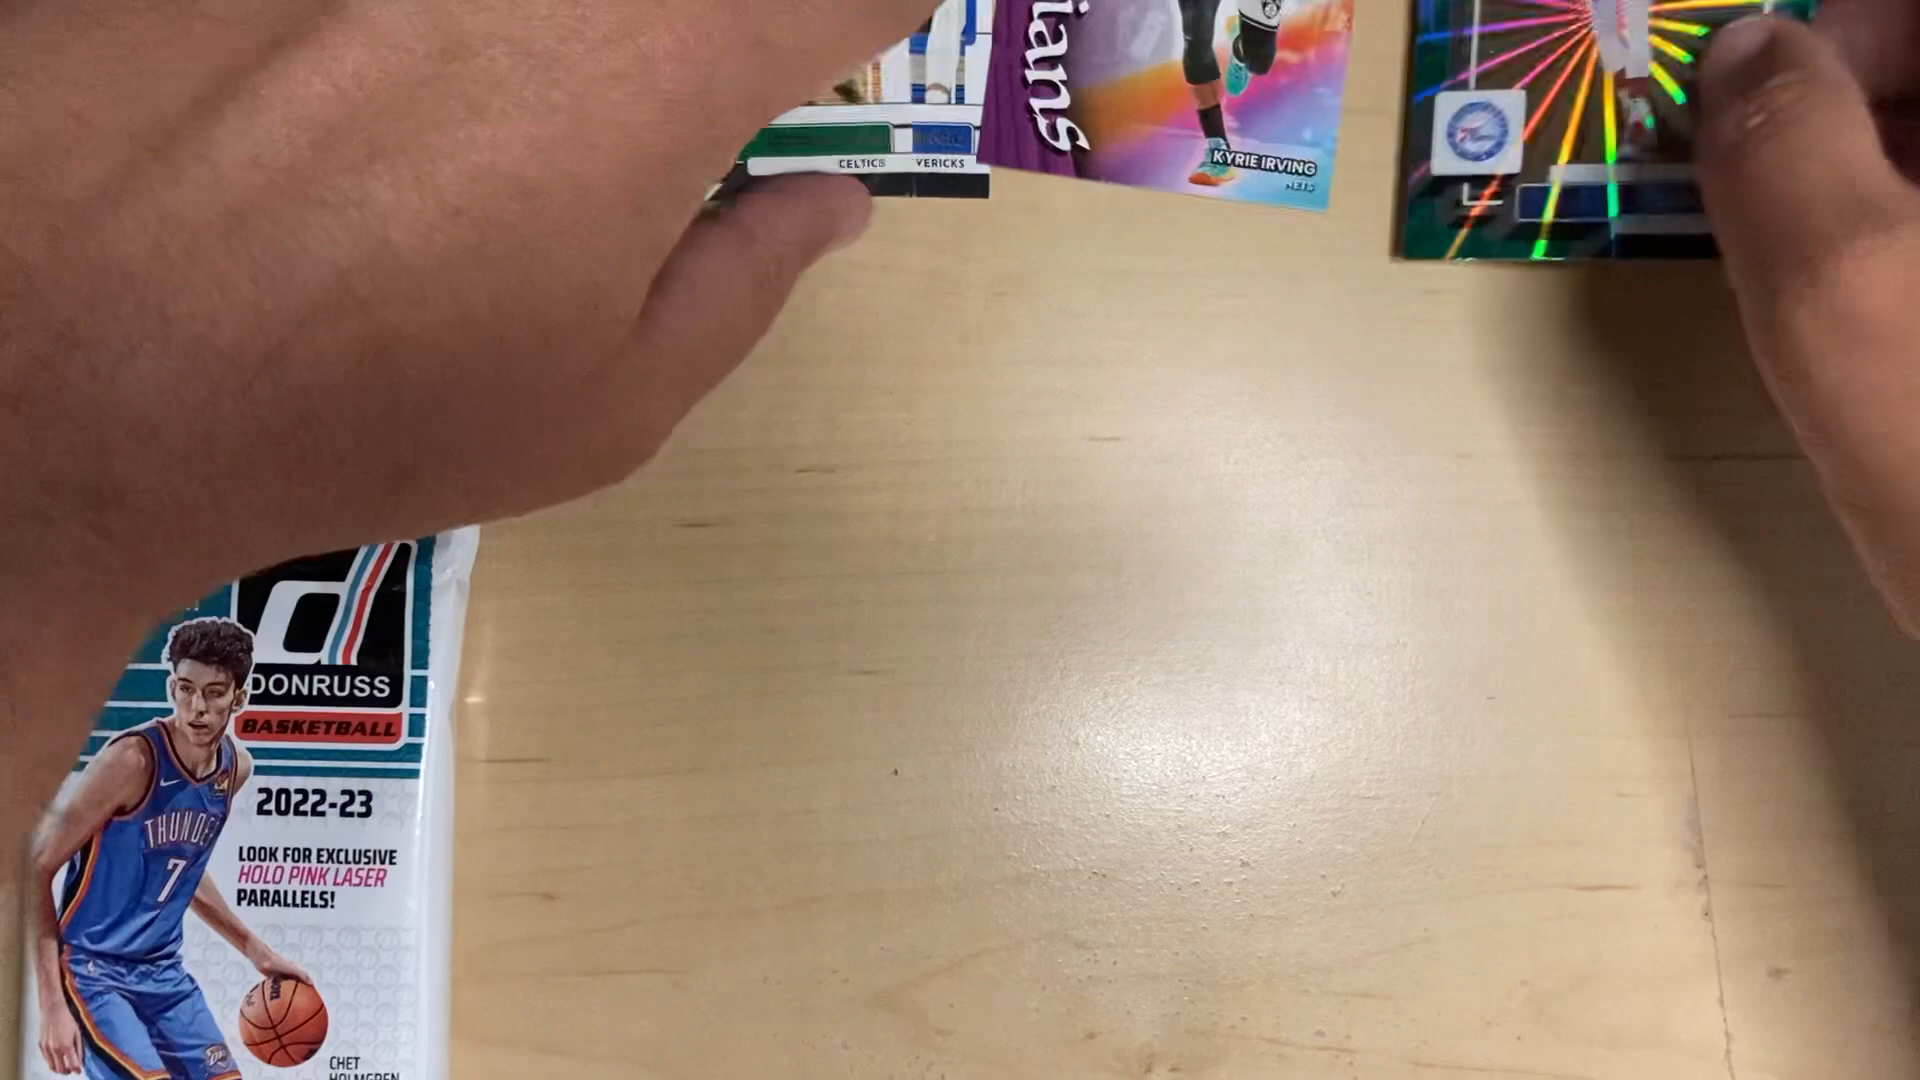 ians
KYRIE IRVING
NETS
CELTICS
VERICKS
d
DONRUSS
BASKETBALL
2022-23
LOOK FOR EXCLUSIVE
HOLO PINK LASER
PARALLELS!
THUNDE
7
CHET
HOLMGREN